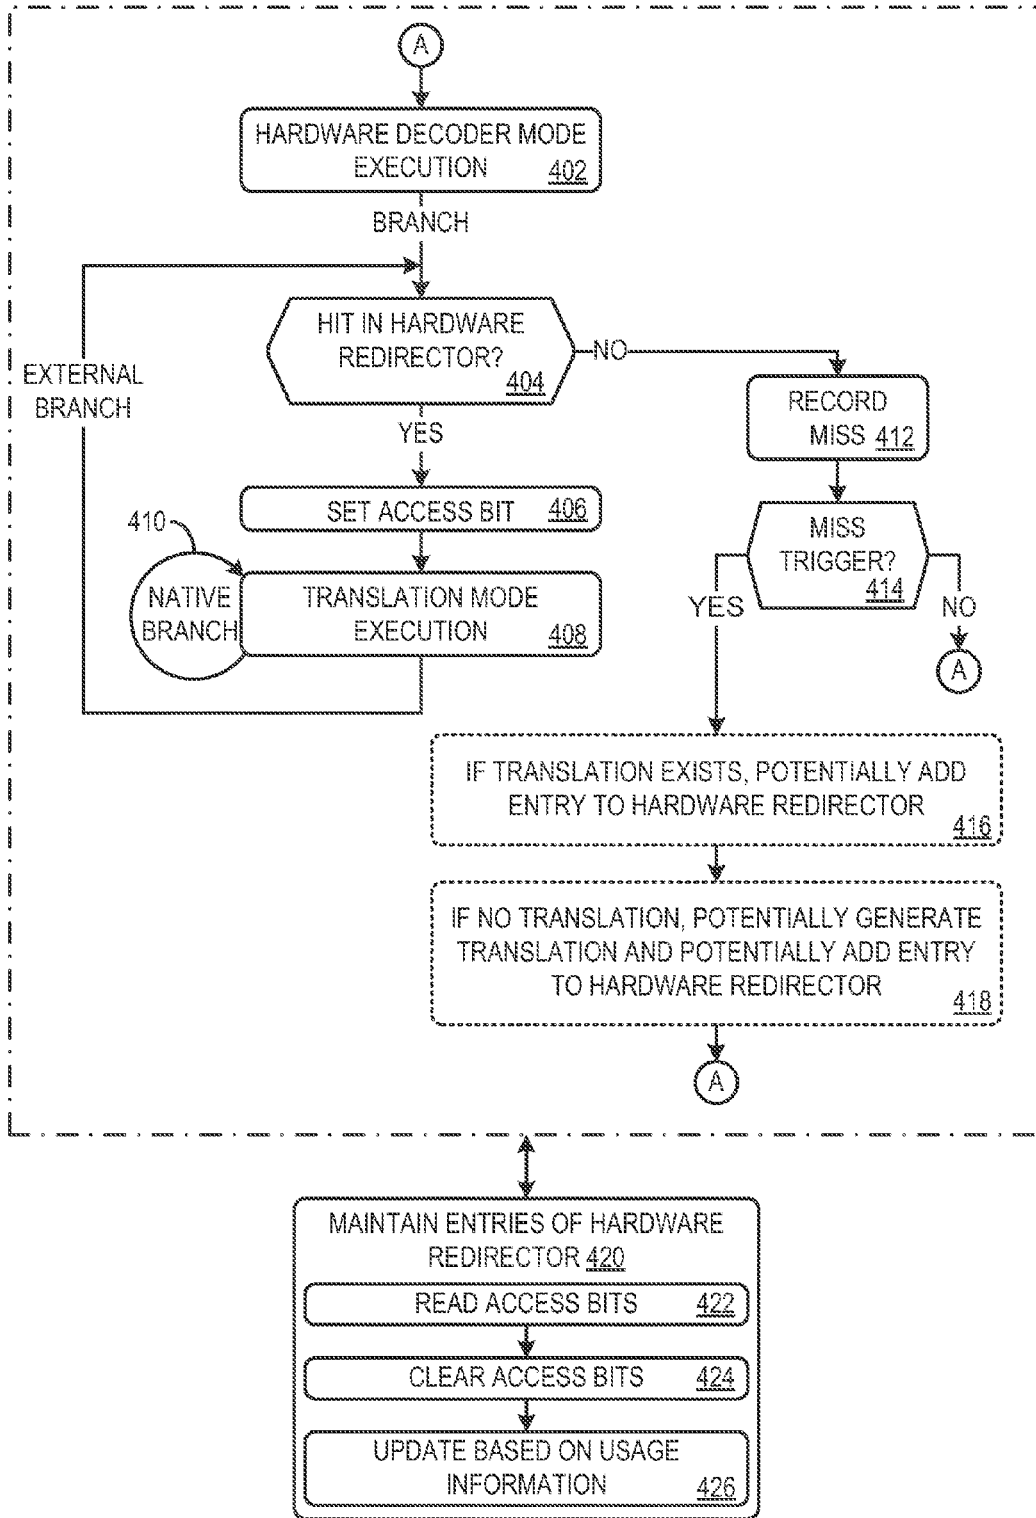 A
HARDWARE DECODER MODE
EXECUTION 402
BRANCH
HIT IN HARDWARE
REDIRECTOR?
404
NO
EXTERNAL
BRANCH
YES
RECORD
MISS 412
SET ACCESS BIT 406
410
NATIVE
BRANCH
TRANSLATION MODE
EXECUTION 408
MISS
TRIGGER?
414
YES
NO
A
IF TRANSLATION EXISTS, POTENTIALLY ADD
ENTRY TO HARDWARE REDIRECTOR
416
IF NO TRANSLATION, POTENTIALLY GENERATE
TRANSLATION AND POTENTIALLY ADD ENTRY
TO HARDWARE REDIRECTOR
418
A
MAINTAIN ENTRIES OF HARDWARE
REDIRECTOR 420
READ ACCESS BITS 422
CLEAR ACCESS BITS 424
UPDATE BASED ON USAGE
INFORMATION 426